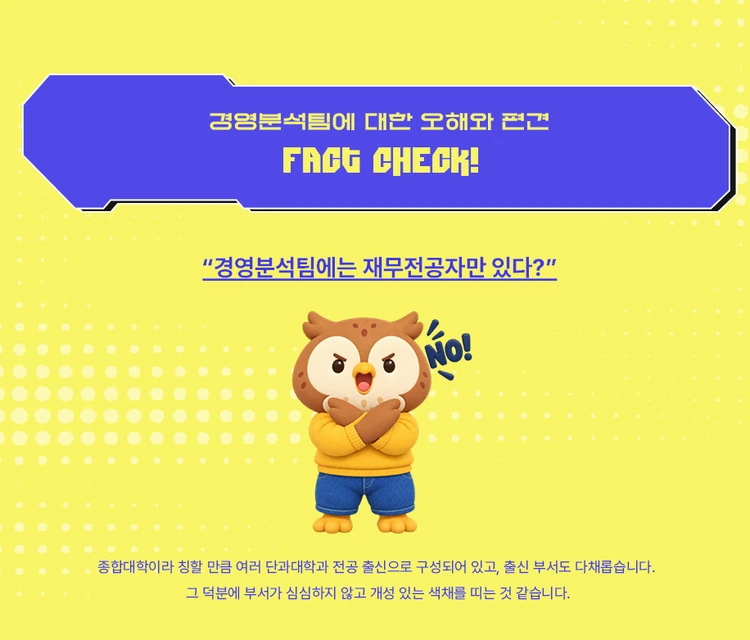 경영분석팀에 대한 오해와 편견
FACT CHECK!
“경영분석팀에는 재무전공자만 있다?”
NO!
종합대학이라 칭할 만큼 여러 단과대학과 전공 출신으로 구성되어 있고, 출신 부서도 다채롭습니다.
그 덕분에 부서가 심심하지 않고 개성 있는 색채를 띠는 것 같습니다.